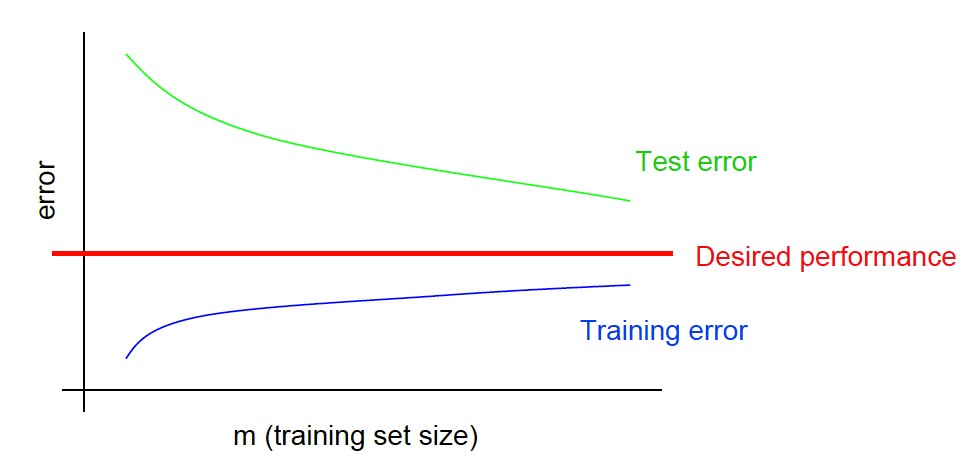 error
Test error
Desired performance
Training error
m (training set size)